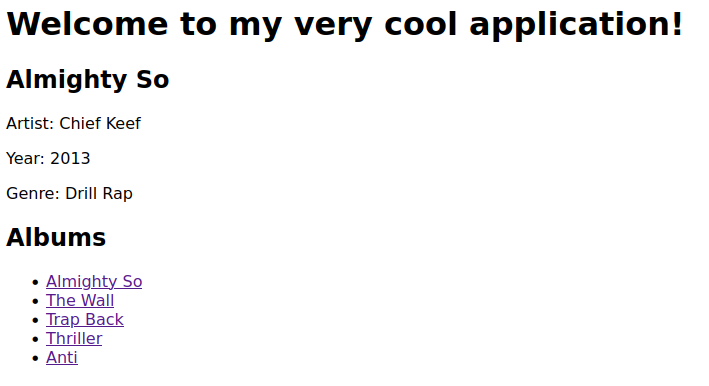 Welcome to my very cool application!
Almighty So
Artist: Chief Keef
Year: 2013
Genre: Drill Rap
Albums
• Almighty So
• The Wall
• Trap Back
• Thriller
• Anti